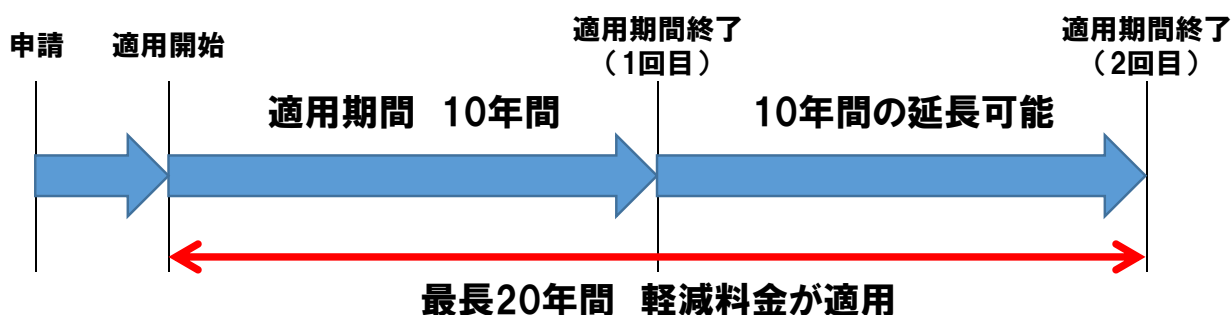 申請
適用開始
適用期間終了
（1回目）
適用期間終了
（2回目）
適用期間 10年間
10年間の延長可能
最長20年間 軽減料金が適用